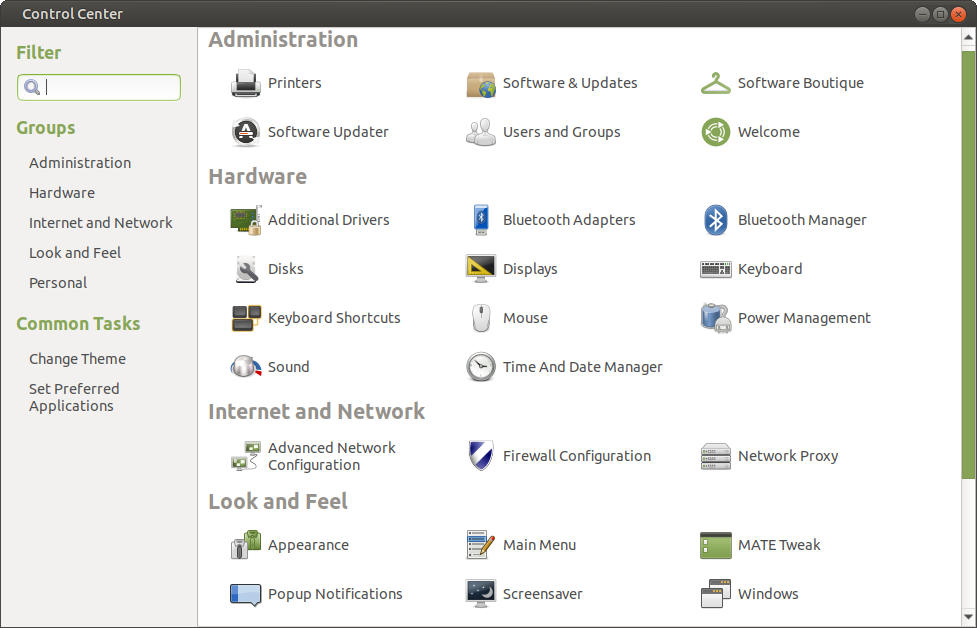 Control Center
Filter
Groups
Administration
Hardware
Internet and Network
Look and Feel
Personal
Common Tasks
Change Theme
Set Preferred
Applications
Administration
Printers
Software & Updates
Software Boutique
Software Updater
Users and Groups
Welcome
Hardware
Additional Drivers
Bluetooth Adapters
Bluetooth Manager
Disks
Displays
Keyboard
Keyboard Shortcuts
Mouse
Power Management
Sound
Time And Date Manager
Internet and Network
Advanced Network
Configuration
Firewall Configuration
Network Proxy
Look and Feel
Appearance
Main Menu
MATE Tweak
Popup Notifications
Screensaver
Windows